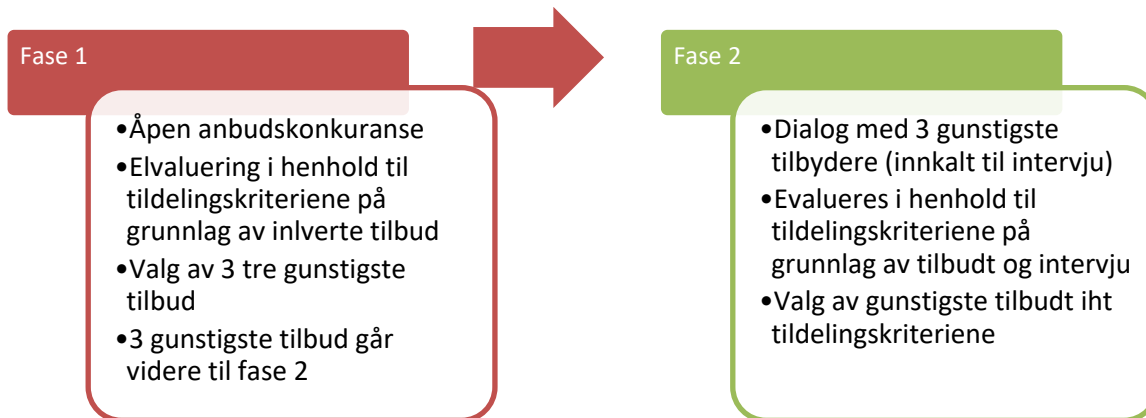 Fase 1
•Åpen anbudskonkuranse
•Elvaluering i henhold til
tildelingskriteriene på
grunnlag av inlverte tilbud
•Valg av 3 tre gunstigste
tilbud
•3 gunstigste tilbud går
videre til fase 2
Fase 2
•Dialog med 3 gunstigste
tilbydere (innkalt til intervju)
•Evalueres i henhold til
tildelingskriteriene på
grunnlag av tilbudt og intervju
•Valg av gunstigste tilbudt iht
tildelingskriteriene